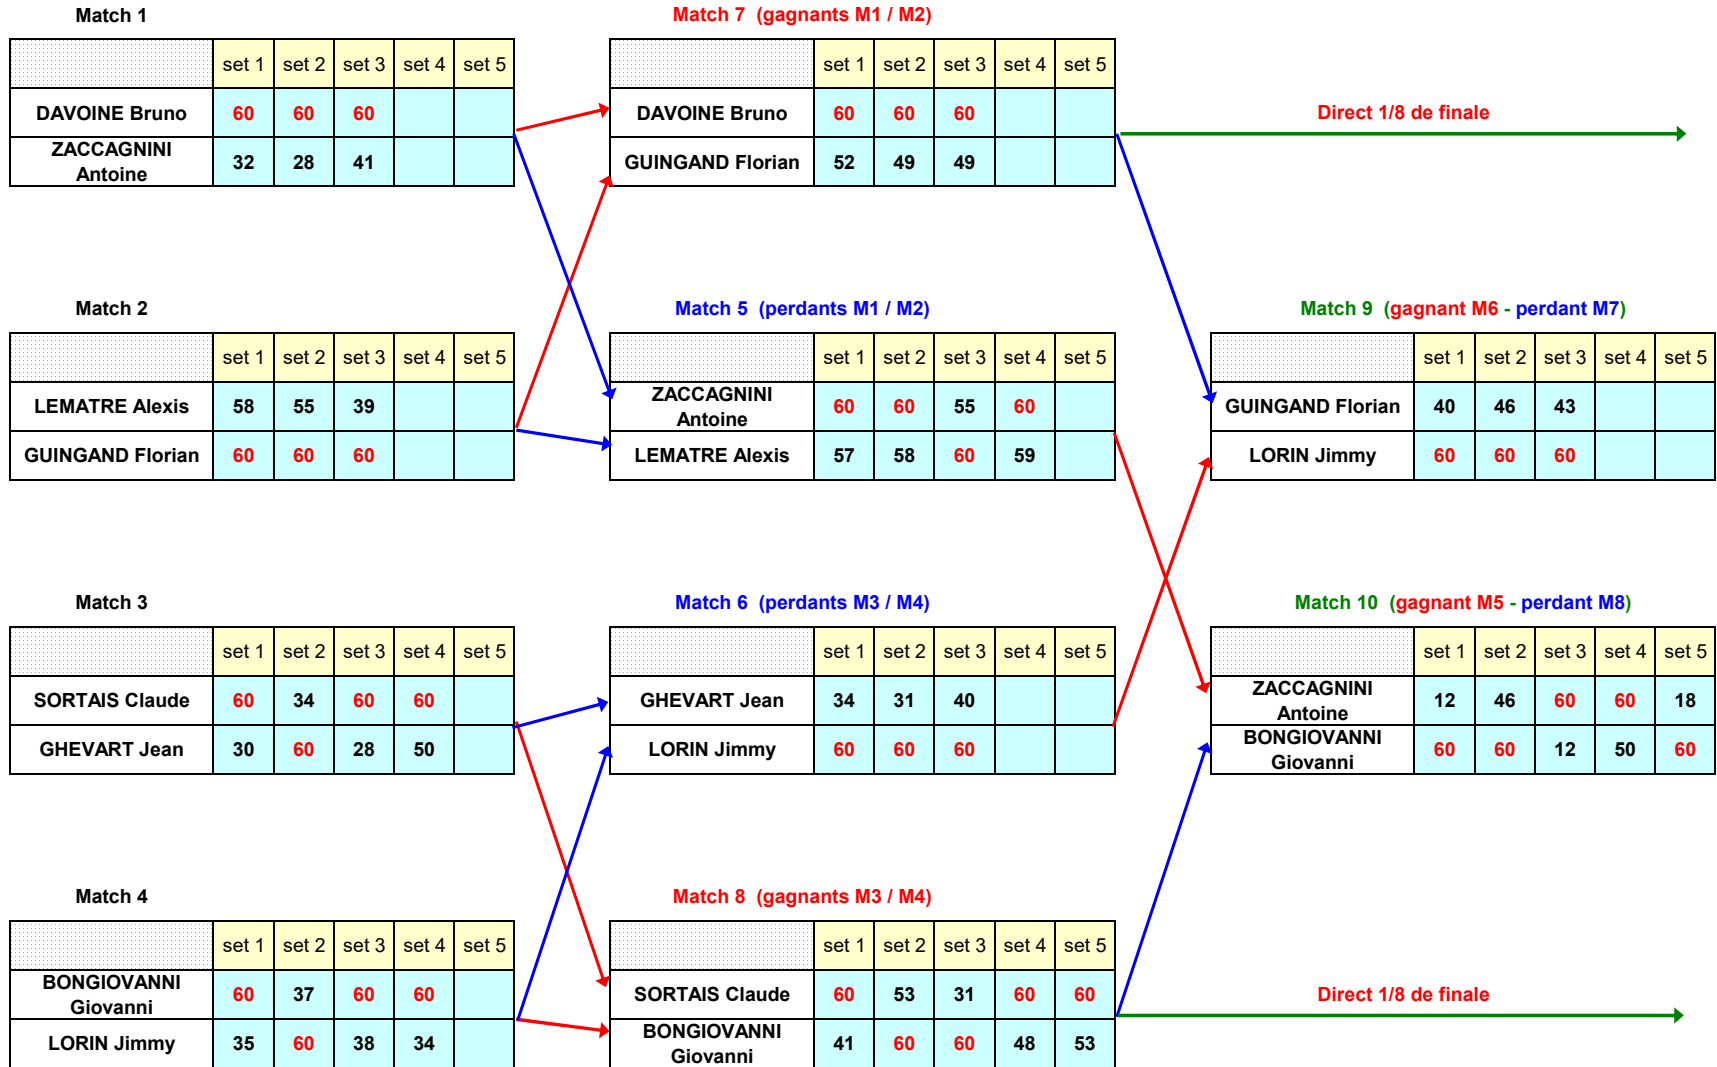 Match 1
Match 7 (gagnants M1 / M2)
set 1 set 2 set 3 set 4 set 5
set 1 set 2 set 3 set 4 set 5
DAVOINE Bruno 60 60 60
DAVOINE Bruno 60 60 60
Direct 1/8 de finale
ZACCAGNINI
Antoine 32 28 41
GUINGAND Florian 52 49 49
Match 2
Match 5 (perdants M1 / M2)
Match 9 (gagnant M6 - perdant M7)
set 1 set 2 set 3 set 4 set 5
set 1 set 2 set 3 set 4 set 5
set 1 set 2 set 3 set 4 set 5
LEMATRE Alexis 58 55 39
ZACCAGNINI
Antoine 60 60 55 60
GUINGAND Florian 40 46 43
GUINGAND Florian 60 60 60
LEMATRE Alexis 57 58 60 59
LORIN Jimmy 60 60 60
Match 3
Match 6 (perdants M3 / M4)
Match 10 (gagnant M5 - perdant M8)
set 1 set 2 set 3 set 4 set 5
set 1 set 2 set 3 set 4 set 5
set 1 set 2 set 3 set 4 set 5
SORTAIS Claude 60 34 60 60
GHEVART Jean 34 31 40
ZACCAGNINI
Antoine 12 46 60 60 18
GHEVART Jean 30 60 28 50
LORIN Jimmy 60 60 60
BONGIOVANNI
Giovanni 60 60 12 50 60
Match 4
Match 8 (gagnants M3 / M4)
set 1 set 2 set 3 set 4 set 5
set 1 set 2 set 3 set 4 set 5
BONGIOVANNI
Giovanni 60 37 60 60
SORTAIS Claude 60 53 31 60 60
Direct 1/8 de finale
LORIN Jimmy 35 60 38 34
BONGIOVANNI
Giovanni 41 60 60 48 53